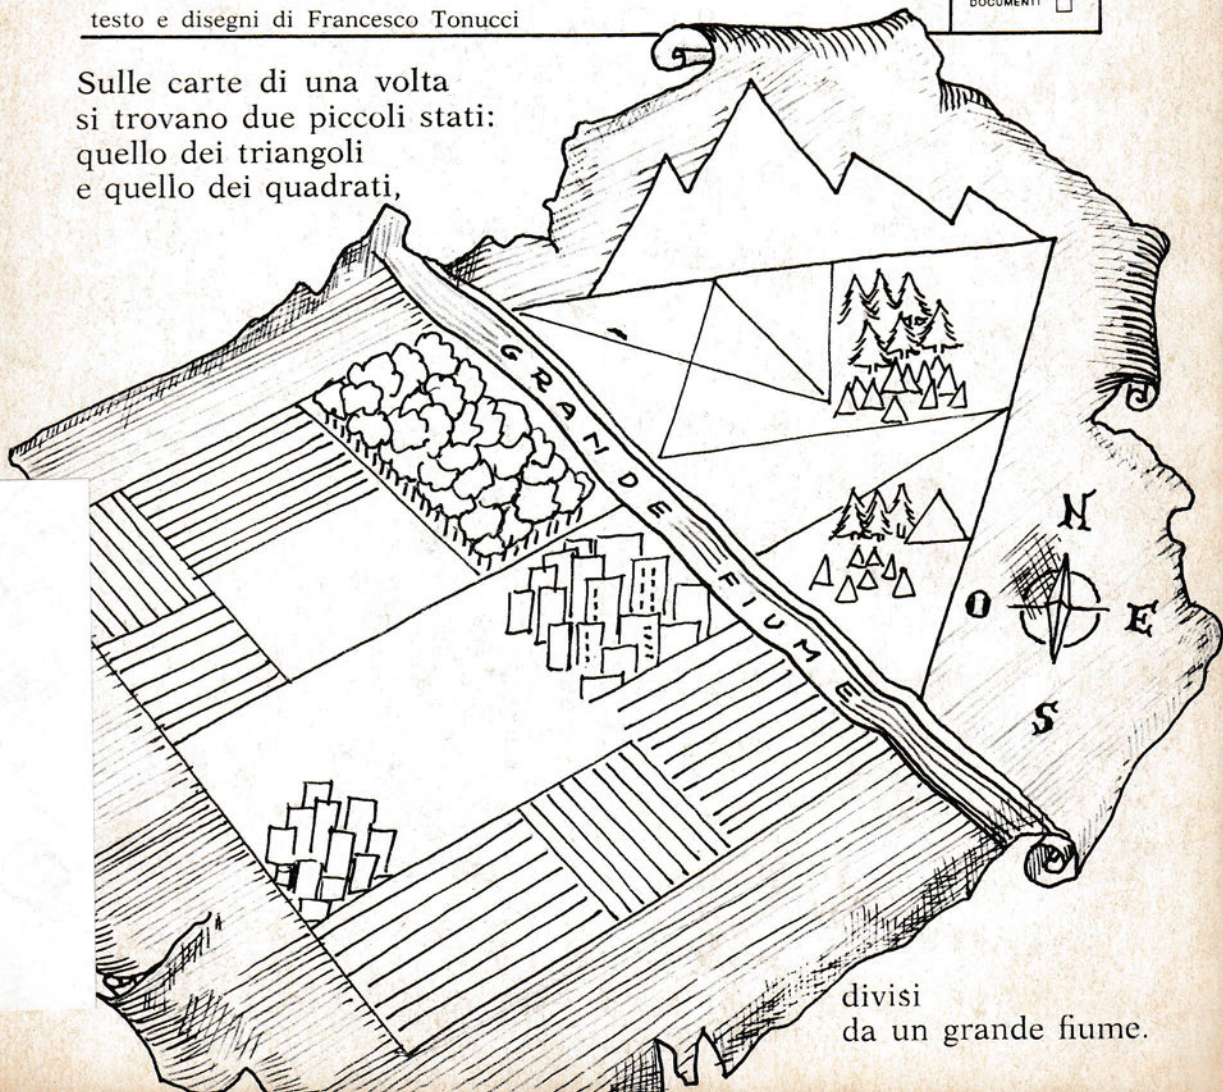 DOCUMENTI
testo e disegni di Francesco Tonucci
Sulle carte di una volta
si trovano due piccoli stati:
quello dei triangoli
e quello dei quadrati,
GRANDE FIUME
N
O
E
S
divisi
da un grande fiume.